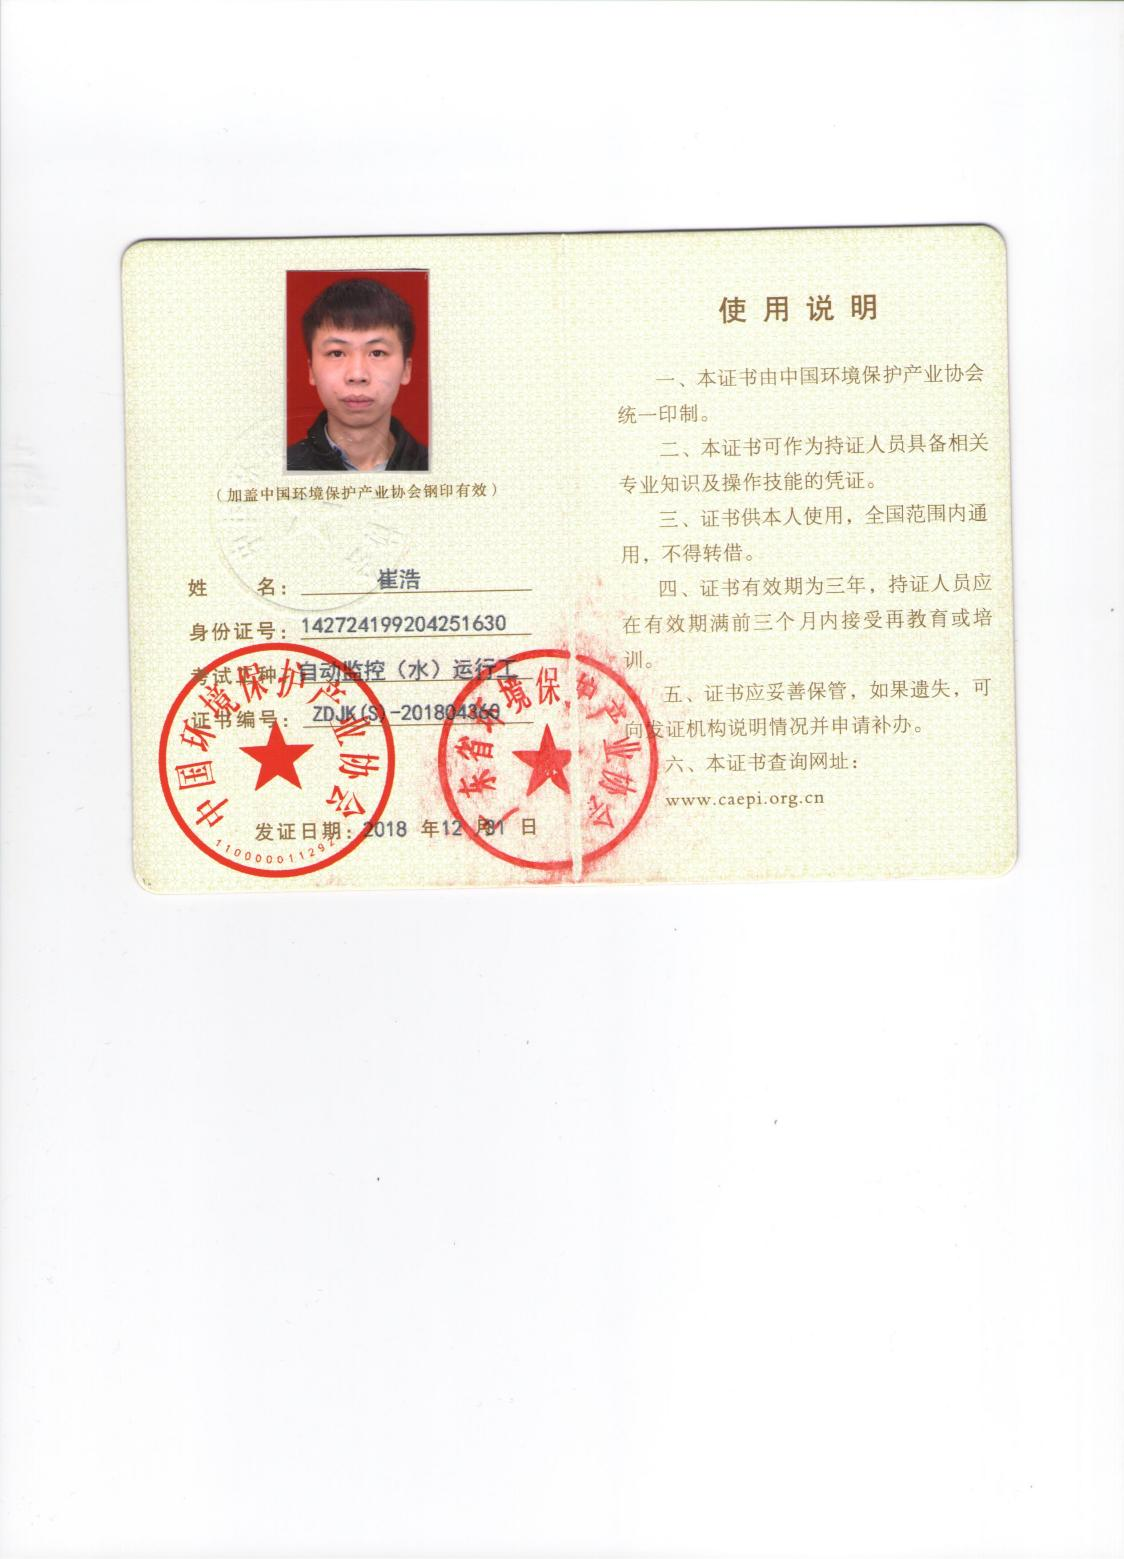 （加盖中国环境保护产业协会钢印有效）
姓 名：崔浩
身份证号：142724199204251630
考试工种：自动监控（水）运行工
证书编号：ZDJK(S)-201804360
发证日期：2018 年12 月31 日
中国环境保护产业协会
广东省环境保护产业协会
使用说明
一、本证书由中国环境保护产业协会
统一印制。
二、本证书可作为持证人员具备相关
专业知识及操作技能的凭证。
三、证书供本人使用，全国范围内通
用，不得转借。
四、证书有效期为三年，持证人员应
在有效期满前三个月内接受再教育或培
训。
五、证书应妥善保管，如果遗失，可
向发证机构说明情况并申请补办。
六、本证书查询网址：
www.caepi.org.cn